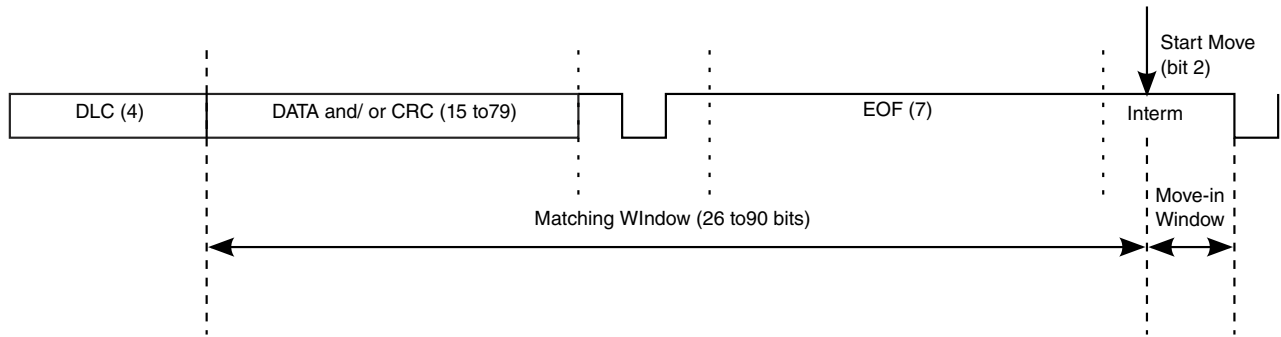 Start Move
(bit 2)
DLC (4)
DATA and/ or CRC (15 to79)
EOF (7)
Interm
Move-in
Window
Matching WIndow (26 to90 bits)